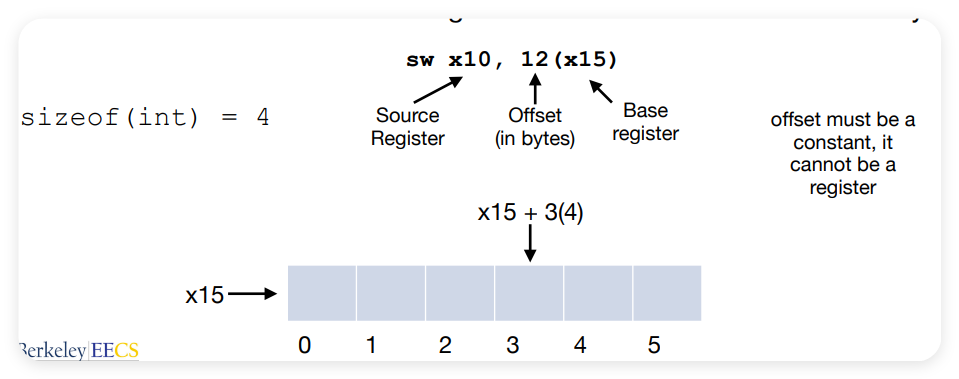 sw x10, 12(x15)
sizeof(int) = 4
Source
Register
Offset
(in bytes)
Base
register
offset must be a
constant, it
cannot be a
register
x15 + 3(4)
x15
0 1 2 3 4 5
Berkeley EECS